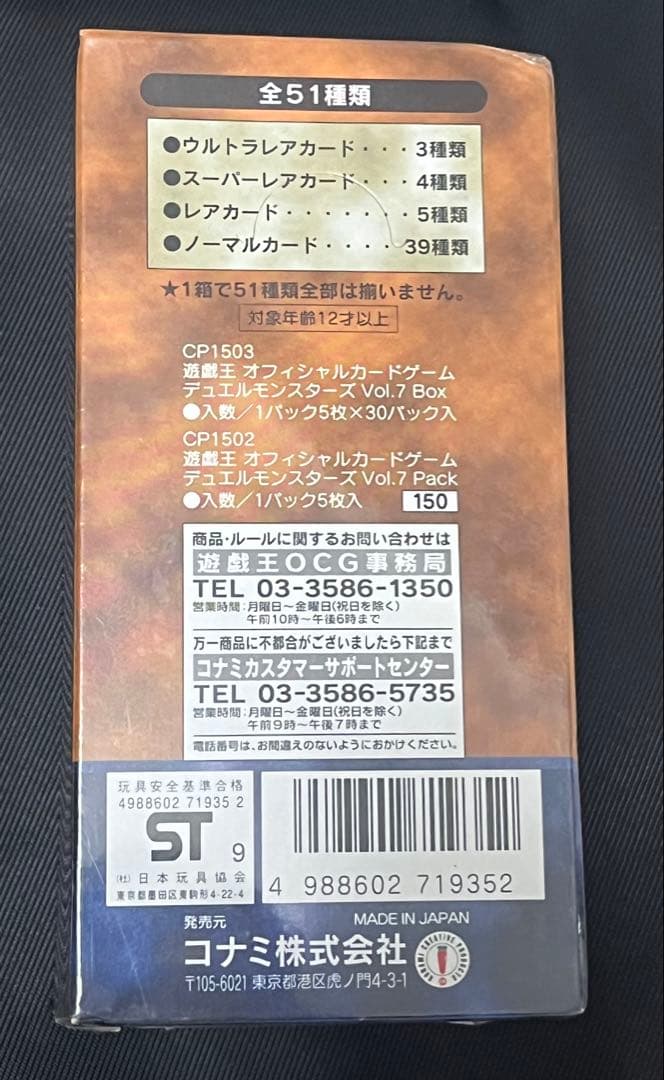 全51種類
●ウルトラレアカード・・・3種類
●スーパーレアカード・・・4種類
●レアカード・・・・・・・5種類
●ノーマルカード・・・・39種類
★1箱で51種類全部は揃いません。
対象年齢12才以上
CP1503
遊戯王 オフィシャルカードゲーム
デュエルモンスターズ Vol.7 Box
●入数/1パック5枚×30パック入
CP1502
遊戯王 オフィシャルカードゲーム
デュエルモンスターズ Vol.7 Pack
●入数/1パック5枚入 150
商品・ルールに関するお問い合わせは
遊戯王OCG事務局
TEL 03-3586-1350
営業時間:月曜日~金曜日(祝日を除く)
午前10時~午後6時まで
万一商品に不都合がございましたら下記まで
コナミカスタマーサポートセンター
TEL 03-3586-5735
営業時間:月曜日~金曜日(祝日を除く)
午前9時~午後7時まで
電話番号は、お間違えのないようにおかけください。
玩具安全基準合格
4988602 71935 2
ST 9
(社)日本玩具協会
東京都墨田区東駒形4-22-4
4 988602 719352
発売元
MADE IN JAPAN
コナミ株式会社
〒105-6021 東京都港区虎ノ門4-3-1
KONAMI CREATIVE PRODUCTS